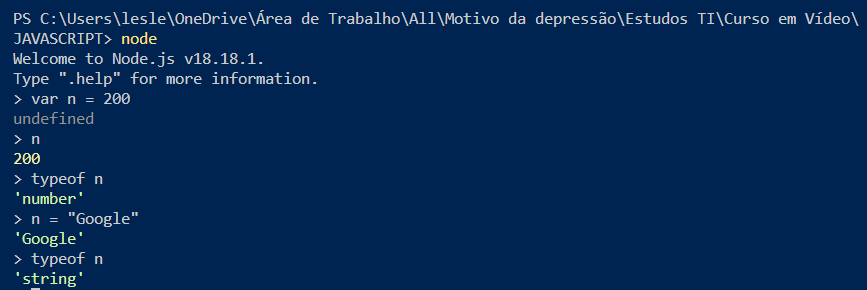 PS C:\Users\lesle\OneDrive\Área de Trabalho\All\Motivo da depressão\Estudos TI\Curso em Vídeo\
JAVASCRIPT> node
Welcome to Node.js v18.18.1.
Type ".help" for more information.
> var n = 200
undefined
> n
200
> typeof n
'number'
> n = "Google"
'Google'
> typeof n
'string'